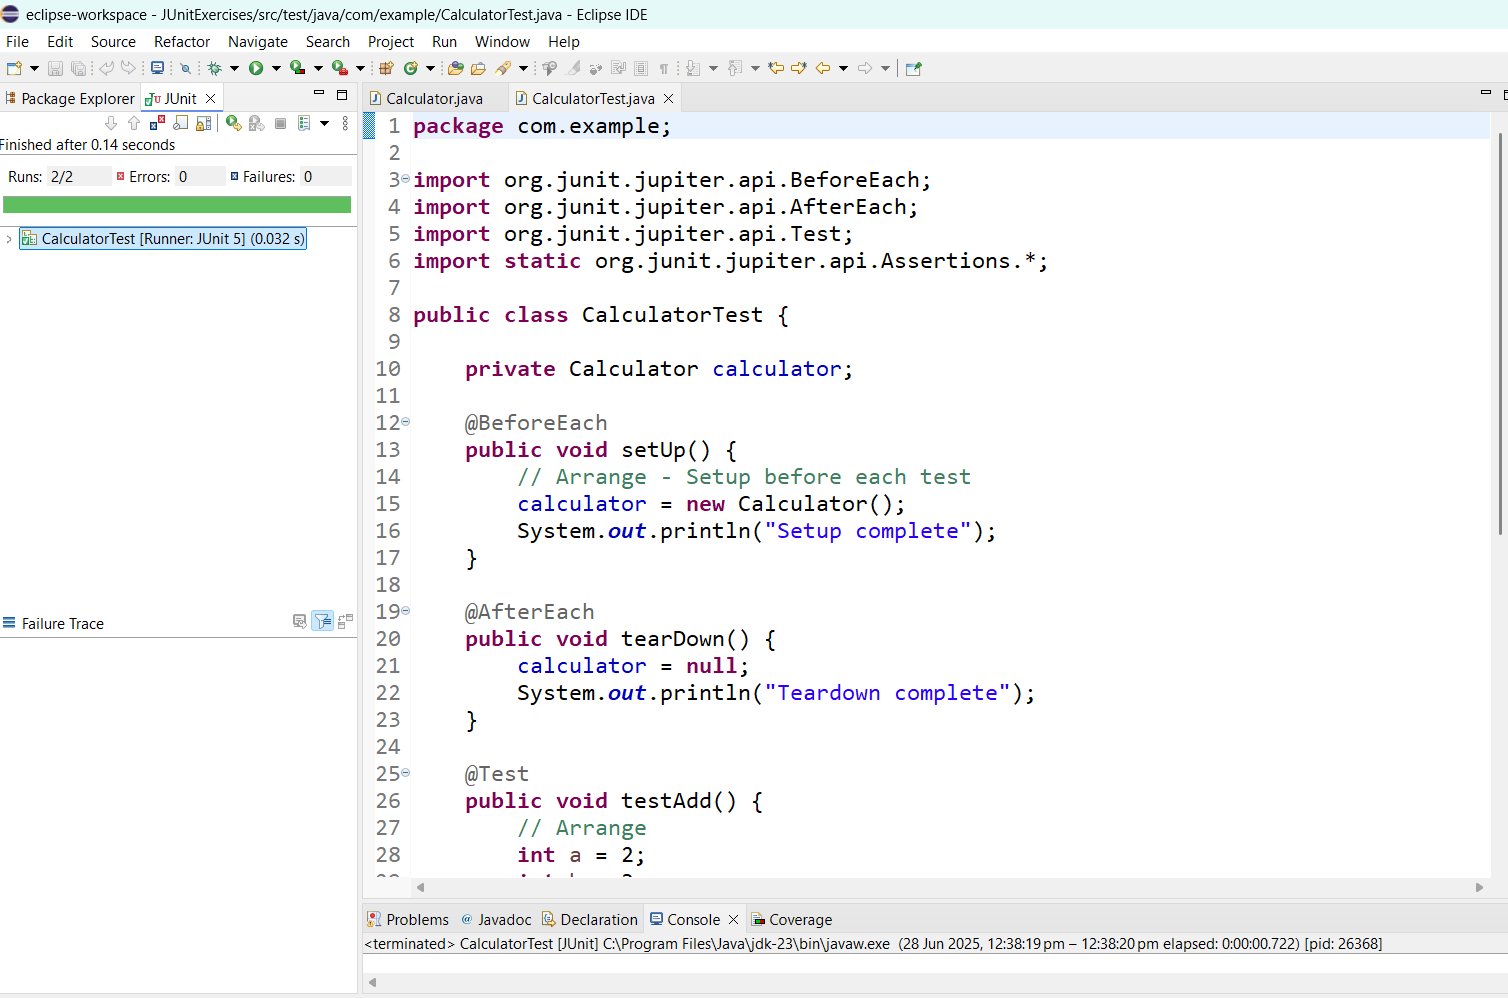 eclipse-workspace - JUnitExercises/src/test/java/com/example/CalculatorTest.java - Eclipse IDE
File Edit Source Refactor Navigate Search Project Run Window Help
Package Explorer JUnit
Finished after 0.14 seconds
Runs: 2/2 Errors: 0 Failures: 0
CalculatorTest [Runner: JUnit 5] (0.032 s)
Failure Trace
Calculator.java CalculatorTest.java
1 package com.example;
2
3 import org.junit.jupiter.api.BeforeEach;
4 import org.junit.jupiter.api.AfterEach;
5 import org.junit.jupiter.api.Test;
6 import static org.junit.jupiter.api.Assertions.*;
7
8 public class CalculatorTest {
9
10 private Calculator calculator;
11
12 @BeforeEach
13 public void setUp() {
14 // Arrange - Setup before each test
15 calculator = new Calculator();
16 System.out.println("Setup complete");
17 }
18
19 @AfterEach
20 public void tearDown() {
21 calculator = null;
22 System.out.println("Teardown complete");
23 }
24
25 @Test
26 public void testAdd() {
27 // Arrange
28 int a = 2;
Problems Javadoc Declaration Console Coverage
<terminated> CalculatorTest [JUnit] C:\Program Files\Java\jdk-23\bin\javaw.exe (28 Jun 2025, 12:38:19 pm – 12:38:20 pm elapsed: 0:00:00.722) [pid: 26368]